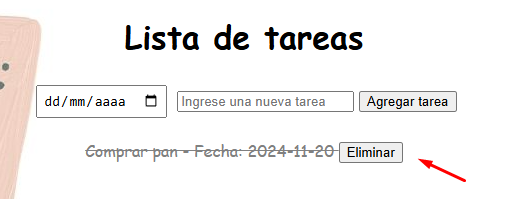 Lista de tareas
dd/mm/aaaa Ingrese una nueva tarea Agregar tarea
Comprar pan - Fecha: 2024-11-20 Eliminar